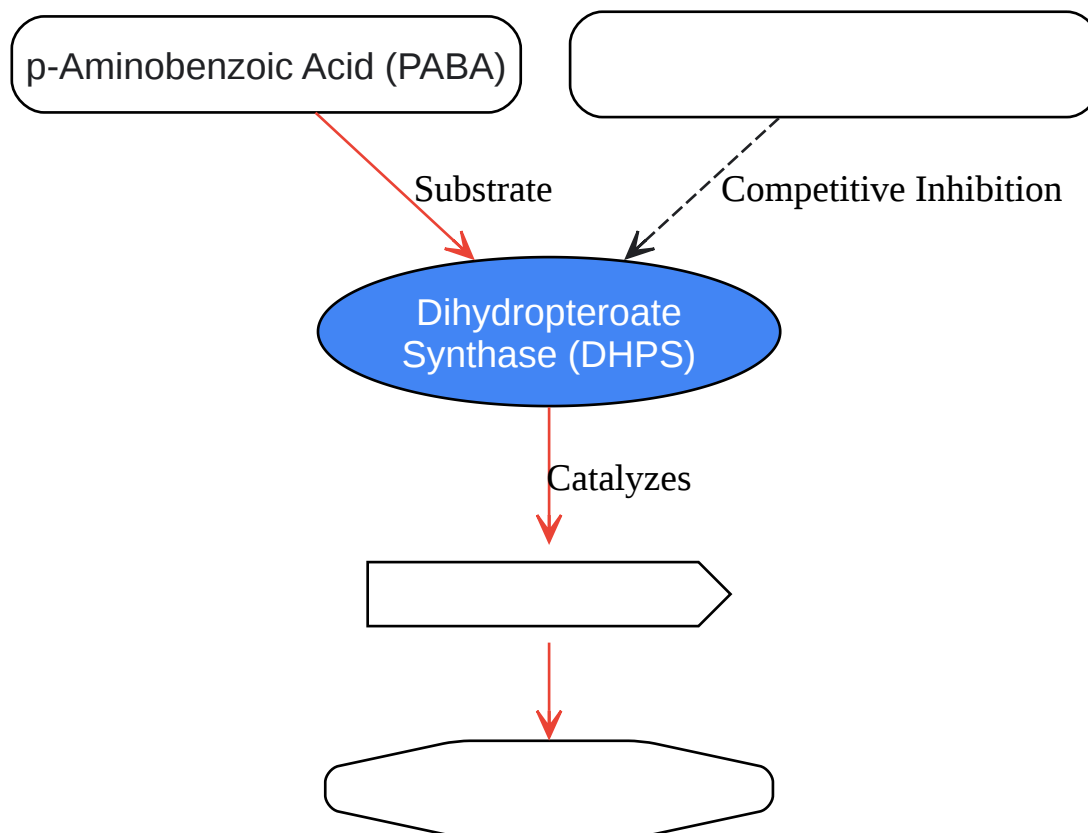 p-Aminobenzoic Acid (PABA)
Substrate
Competitive Inhibition
Dihydropteroate
Synthase (DHPS)
Catalyzes